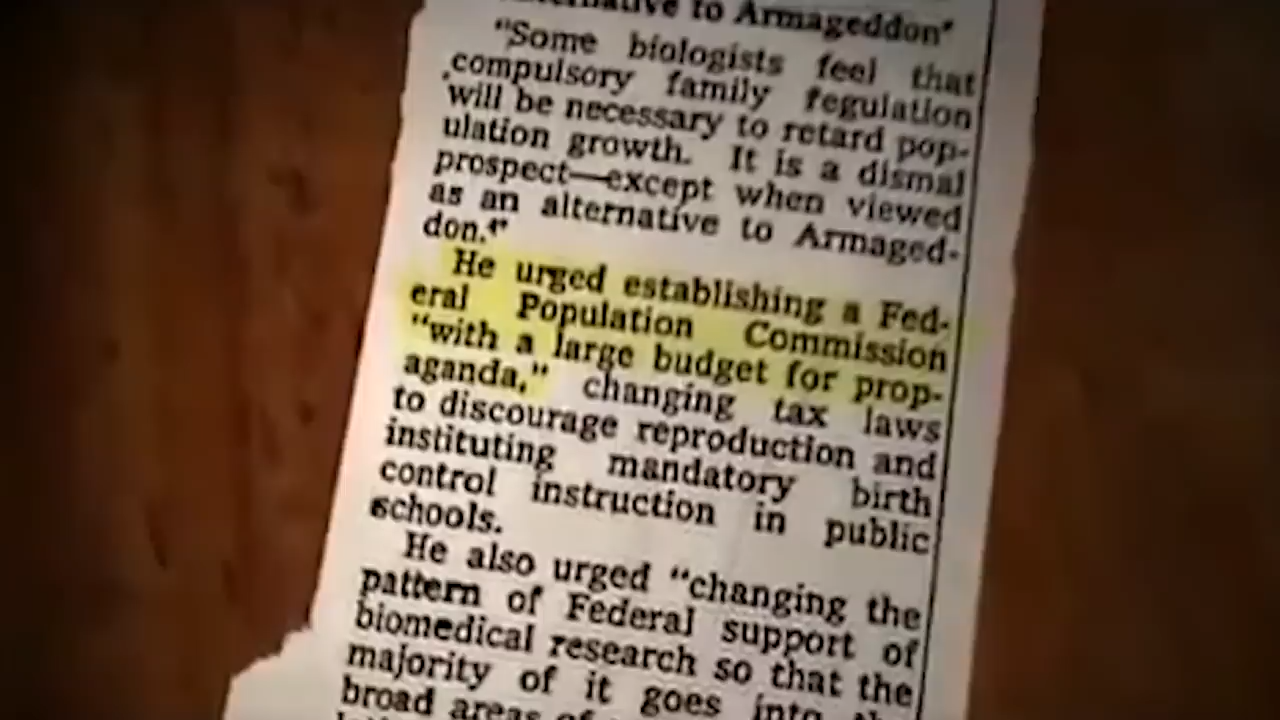 to Armageddon"
"Some biologists feel that
compulsory family regulation
will be necessary to retard pop-
ulation growth. It is a dismal
prospect—except when viewed
as an alternative to Armaged-
don."
He urged establishing a Fed-
eral Population Commission
"with a large budget for prop-
aganda," changing tax laws
to discourage reproduction and
instituting mandatory birth
control instruction in public
schools.
He also urged "changing the
pattern of Federal support of
biomedical research so that the
majority of it goes into the
broad areas of